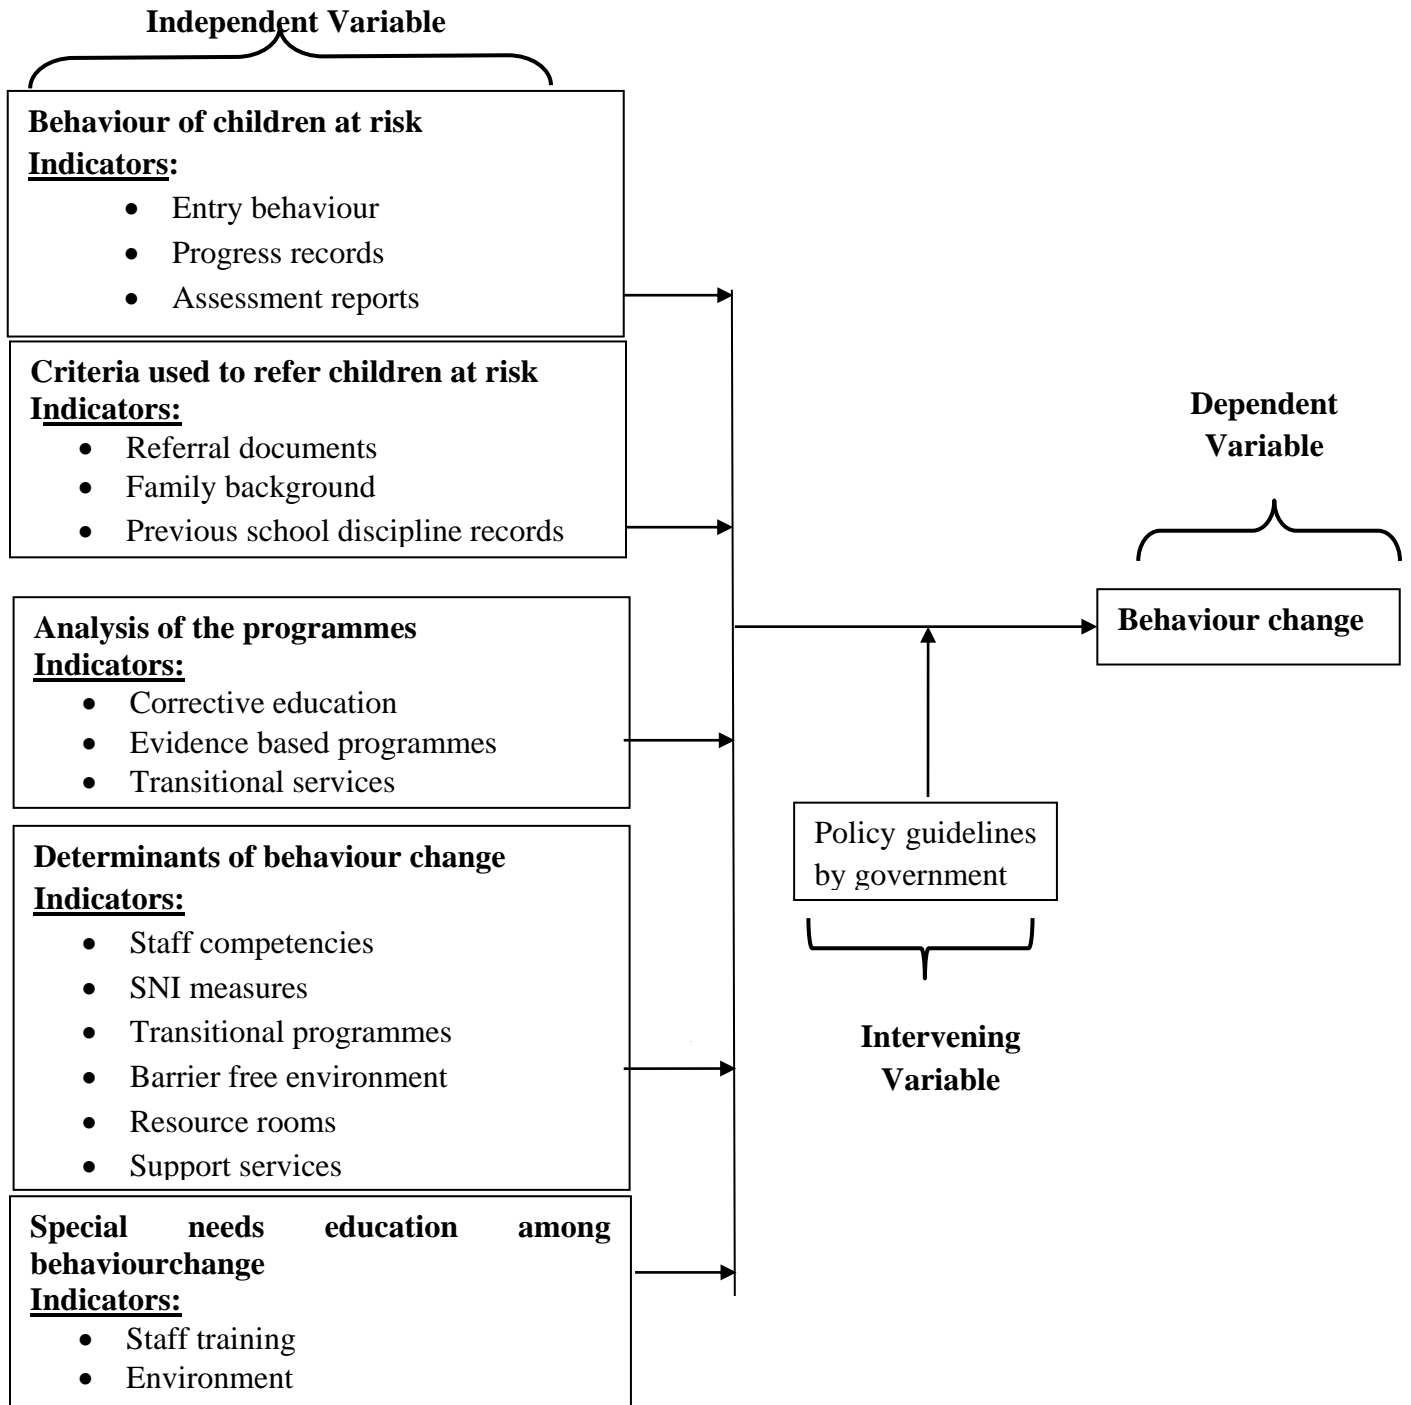 Independent Variable
Behaviour of children at risk
Indicators:
• Entry behaviour
• Progress records
• Assessment reports
Criteria used to refer children at risk
Indicators:
• Referral documents
• Family background
• Previous school discipline records
Analysis of the programmes
Indicators:
• Corrective education
• Evidence based programmes
• Transitional services
Determinants of behaviour change
Indicators:
• Staff competencies
• SNI measures
• Transitional programmes
• Barrier free environment
• Resource rooms
• Support services
Special needs education among
behaviourchange
Indicators:
• Staff training
• Environment
Policy guidelines
by government
Intervening
Variable
Dependent
Variable
Behaviour change